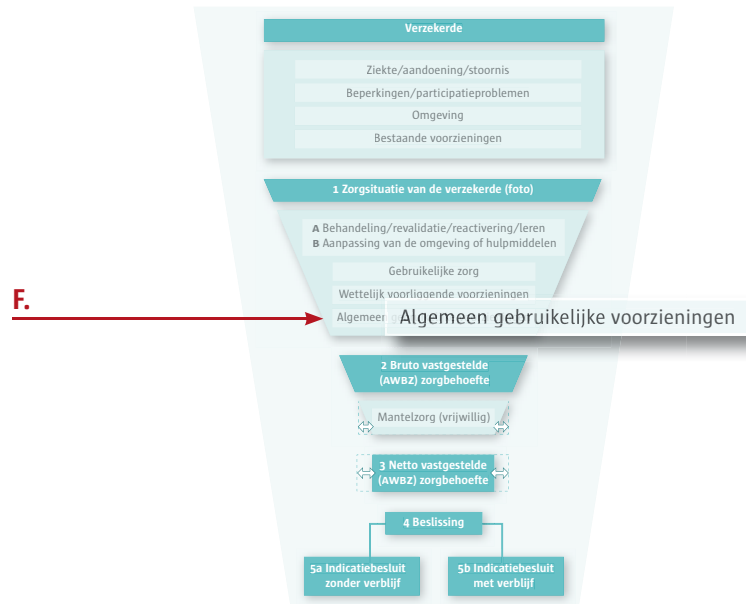 Verzekerde
Ziekte/aandoening/stoornis
Beperkingen/participatieproblemen
Omgeving
Bestaande voorzieningen
1 Zorgsituatie van de verzekerde (foto)
A Behandeling/revalidatie/reactivering/leren
B Aanpassing van de omgeving of hulpmiddelen
Gebruikelijke zorg
Wettelijk voorliggende voorzieningen
F.
Algemeen
Algemeen gebruikelijke voorzieningen
2 Bruto vastgestelde
(AWBZ) zorgbehoefte
Mantelzorg (vrijwillig)
3 Netto vastgestelde
(AWBZ) zorgbehoefte
4 Beslissing
5a Indicatiebesluit
zonder verblijf
5b Indicatiebesluit
met verblijf